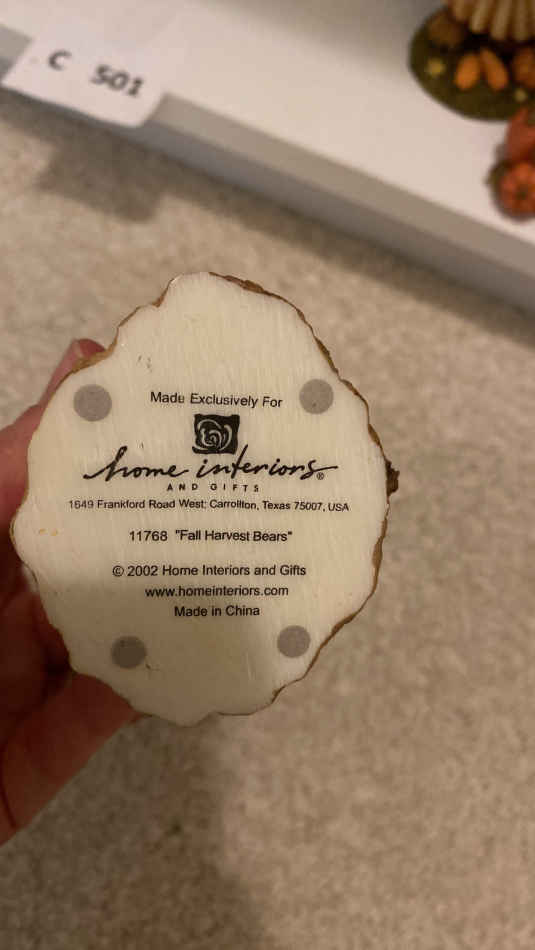 C 501
Made Exclusively For
home interiors®
AND GIFTS
1649 Frankford Road West; Carrollton, Texas 75007, USA
11768 "Fall Harvest Bears"
© 2002 Home Interiors and Gifts
www.homeinteriors.com
Made in China